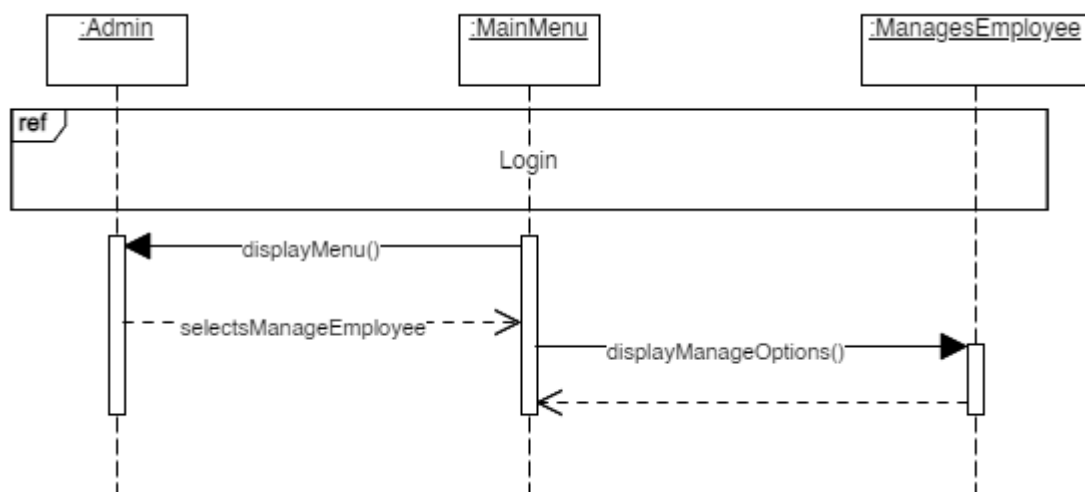 :Admin
:MainMenu
:ManagesEmployee
ref
Login
displayMenu()
selectsManageEmployee
displayManageOptions()